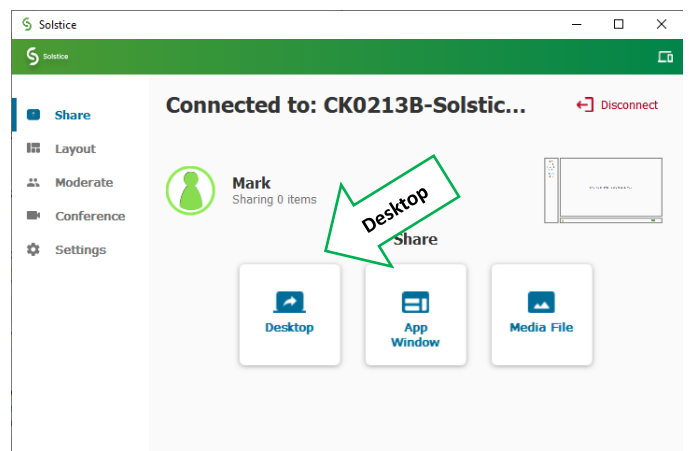 Solstice
Solstice
Connected to: CK0213B-Solstic...
Disconnect
Share
Layout
Moderate
Conference
Settings
Mark
Sharing 0 items
Desktop
Share
Desktop
App
Window
Media File